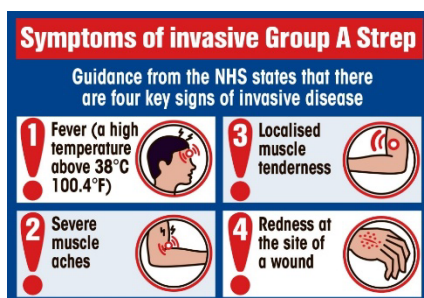 Symptoms of invasive Group A Strep
Guidance from the NHS states that there
are four key signs of invasive disease
1
Fever (a high
temperature
above 38°C
100.4°F)
2
Severe
muscle
aches
3
Localised
muscle
tenderness
4
Redness at
the site of
a wound